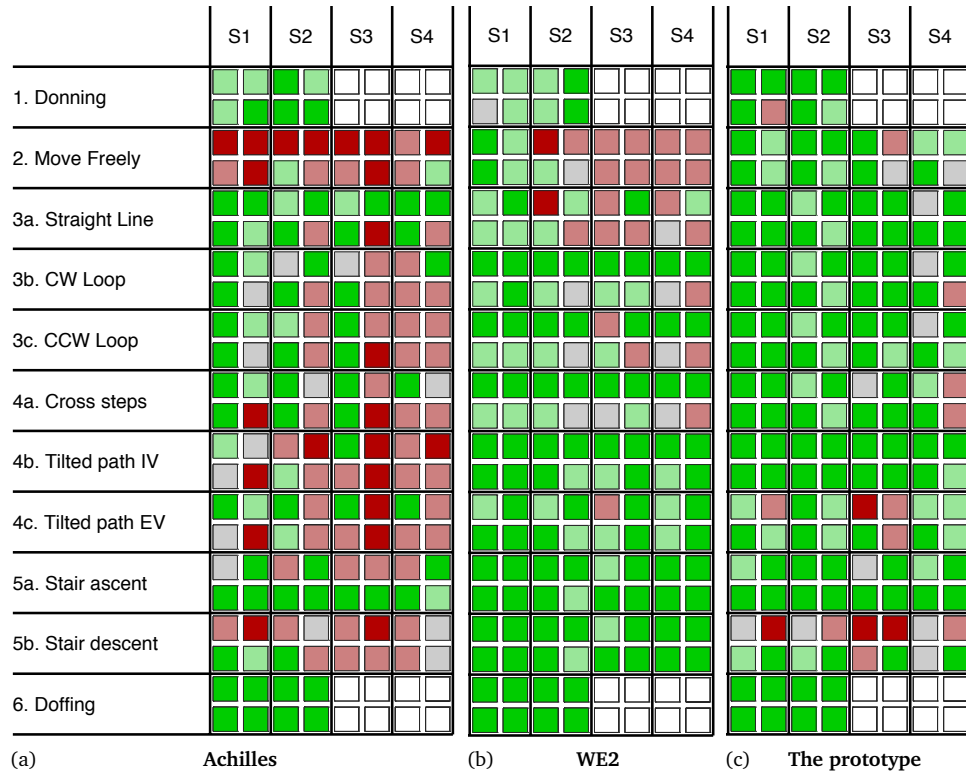 S1 S2 S3 S4 S1 S2 S3 S4 S1 S2 S3 S4
1. Donning
2. Move Freely
3a. Straight Line
3b. CW Loop
3c. CCW Loop
4a. Cross steps
4b. Tilted path IV
4c. Tilted path EV
5a. Stair ascent
5b. Stair descent
6. Doffing
(a) Achilles (b) WE2 (c) The prototype